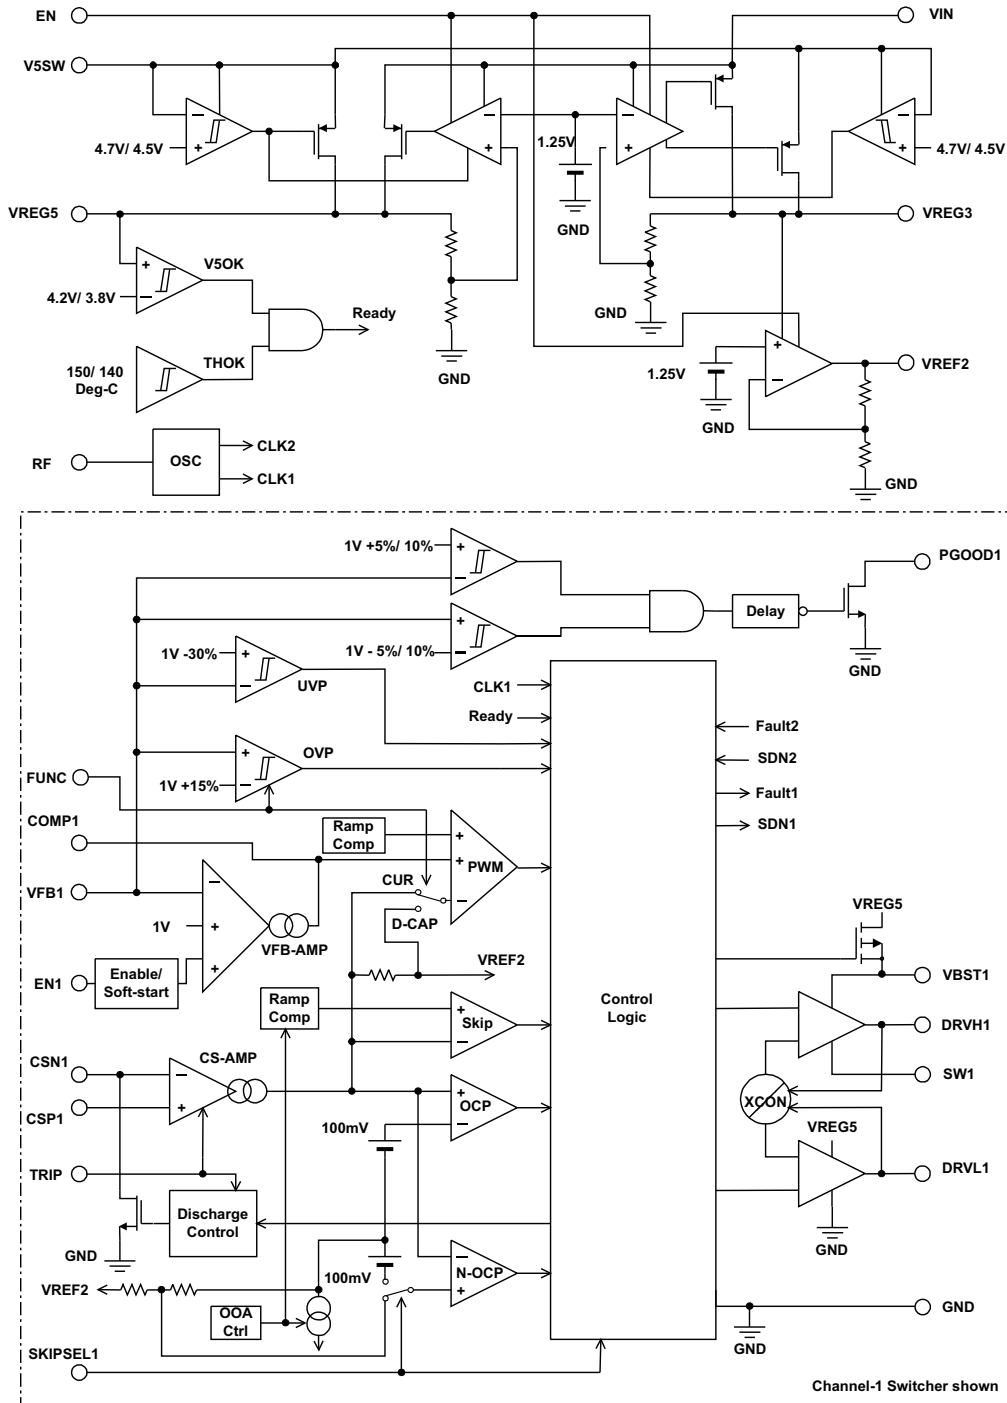 EN
VIN
V5SW
4.7V/ 4.5V
1.25V
4.7V/ 4.5V
GND
VREG5
VREG3
V5OK
4.2V/ 3.8V
Ready
GND
THOK
150/ 140
Deg-C
1.25V
VREF2
GND
GND
RF
OSC
CLK2
CLK1
GND
1V +5%/ 10%
PGOOD1
Delay
1V - 5%/ 10%
GND
1V -30%
UVP
CLK1
Ready
Fault2
OVP
SDN2
FUNC
1V +15%
Fault1
COMP1
Ramp
Comp
SDN1
PWM
CUR
VFB1
D-CAP
1V
VFB-AMP
VREG5
EN1
Enable/
Soft-start
VREF2
VBST1
Ramp
Comp
Skip
Control
Logic
DRVH1
CSN1
CS-AMP
SW1
CSP1
OCP
XCON
100mV
VREG5
TRIP
DRVL1
Discharge
Control
GND
GND
100mV
N-OCP
VREF2
OOA
Ctrl
GND
GND
SKIPSEL1
Channel-1 Switcher shown